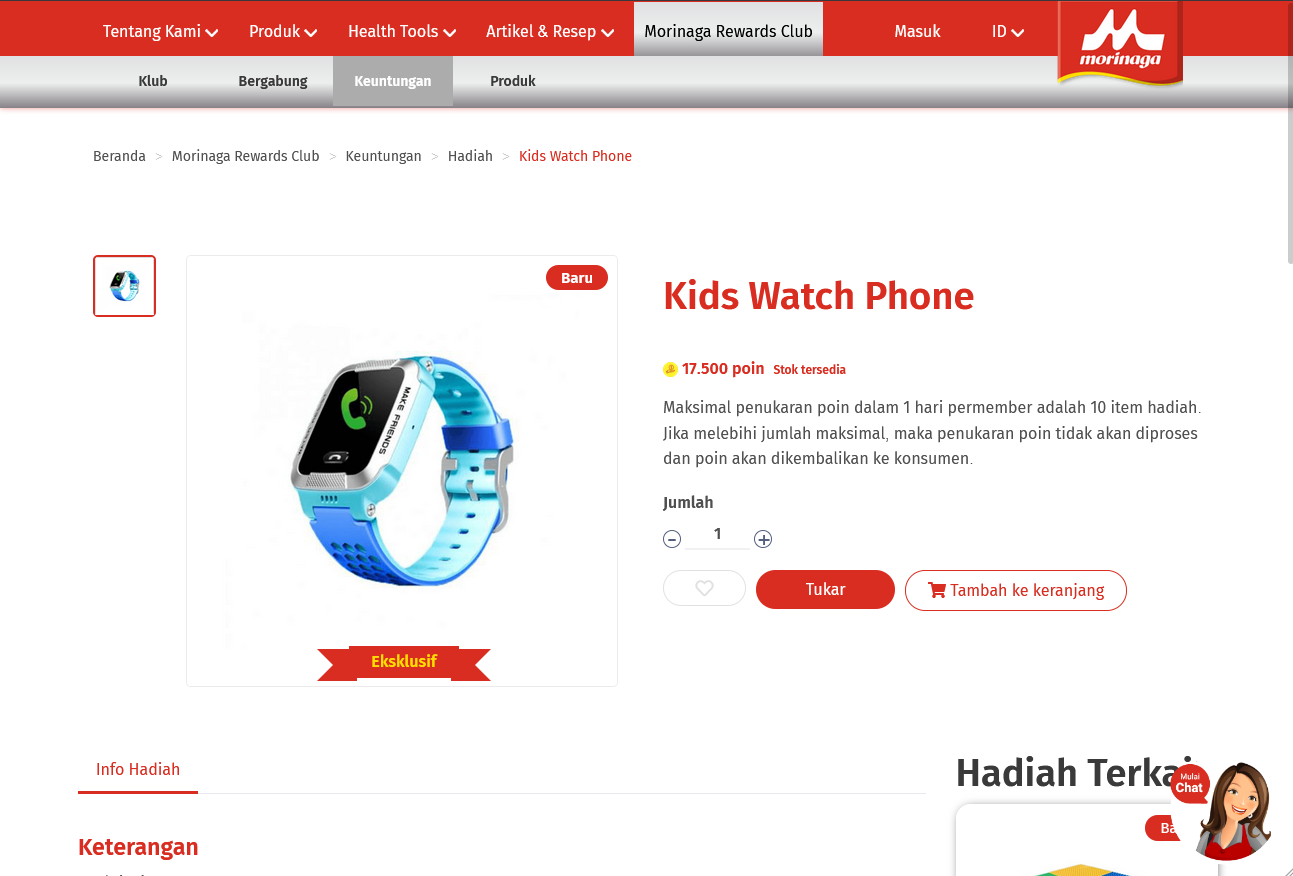 Tentang Kami Produk Health Tools Artikel & Resep Morinaga Rewards Club Masuk ID
morinaga
Klub Bergabung Keuntungan Produk
Beranda > Morinaga Rewards Club > Keuntungan > Hadiah > Kids Watch Phone
Baru
MAKE FRIENDS
Eksklusif
Kids Watch Phone
17.500 poin Stok tersedia
Maksimal penukaran poin dalam 1 hari permember adalah 10 item hadiah.
Jika melebihi jumlah maksimal, maka penukaran poin tidak akan diproses
dan poin akan dikembalikan ke konsumen.
Jumlah
1
Tukar Tambah ke keranjang
Info Hadiah
Keterangan
Hadiah
Mulai
Chat